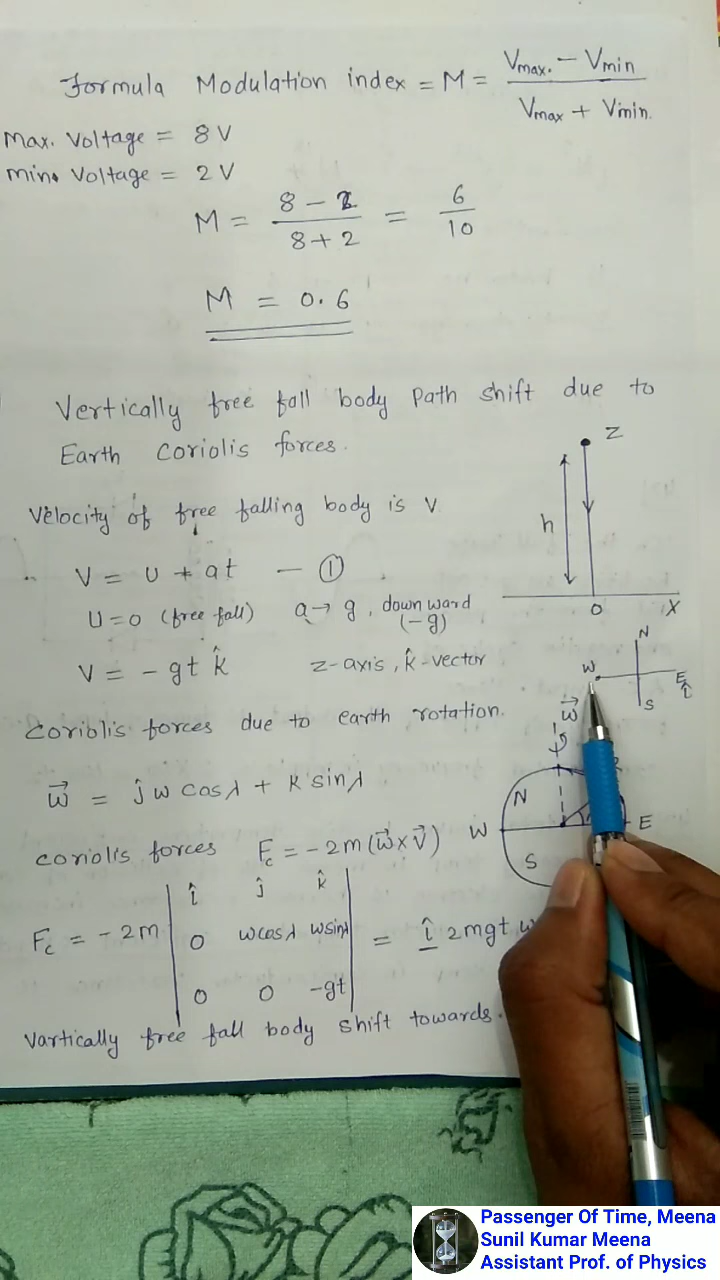 Formula Modulation index = M = Vmax. - Vmin / Vmax + Vmin.
Max. Voltage = 8 V
min. Voltage = 2 V
M = 8 - 2 / 8 + 2 = 6 / 10
M = 0.6
Vertically free fall body path shift due to
Earth coriolis forces.
Z
h
O X
Velocity of free falling body is V
V = U + at — ①
U = 0 (free fall) a → g, down ward
(-g)
V = - gt k̂ z-axis, k̂-vector
N
W E
î
S
coriolis forces due to earth rotation.
w⃗
w⃗ = ĵ w cosλ + k sinλ
N
W E
S
coriolis forces Fc = -2m (w⃗ x v⃗)
Fc = -2m | î ĵ k̂ |
| 0 wcosλ wsinλ | = î 2mgt w
| 0 0 -gt |
Vartically free fall body shift towards.
Passenger Of Time, Meena
Sunil Kumar Meena
Assistant Prof. of Physics